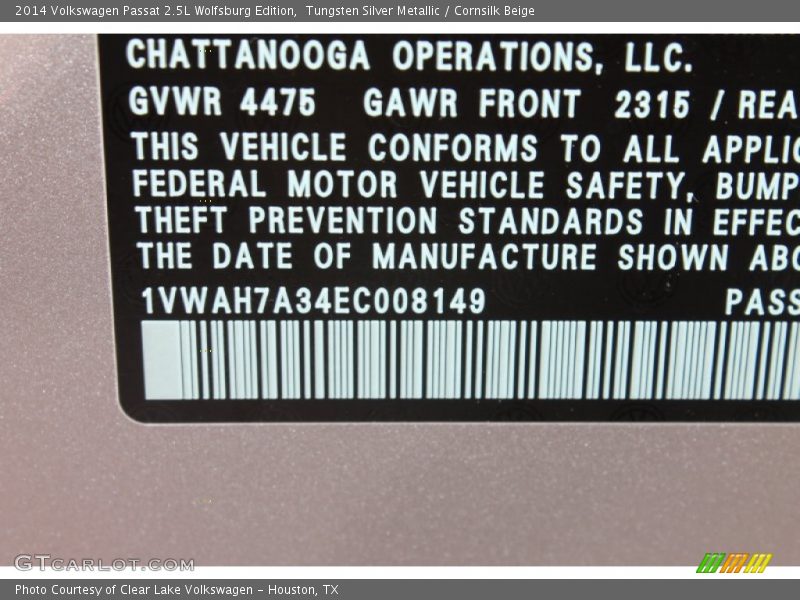 2014 Volkswagen Passat 2.5L Wolfsburg Edition,  Tungsten Silver Metallic / Cornsilk Beige
CHATTANOOGA OPERATIONS, LLC.
GVWR 4475 GAWR FRONT 2315 / REA
THIS VEHICLE CONFORMS TO ALL APPLIC
FEDERAL MOTOR VEHICLE SAFETY, BUMP
THEFT PREVENTION STANDARDS IN EFFEC
THE DATE OF MANUFACTURE SHOWN ABO
1VWAH7A34EC008149 PASS
GTCARLOT.COM
Photo Courtesy of Clear Lake Volkswagen – Houston, TX